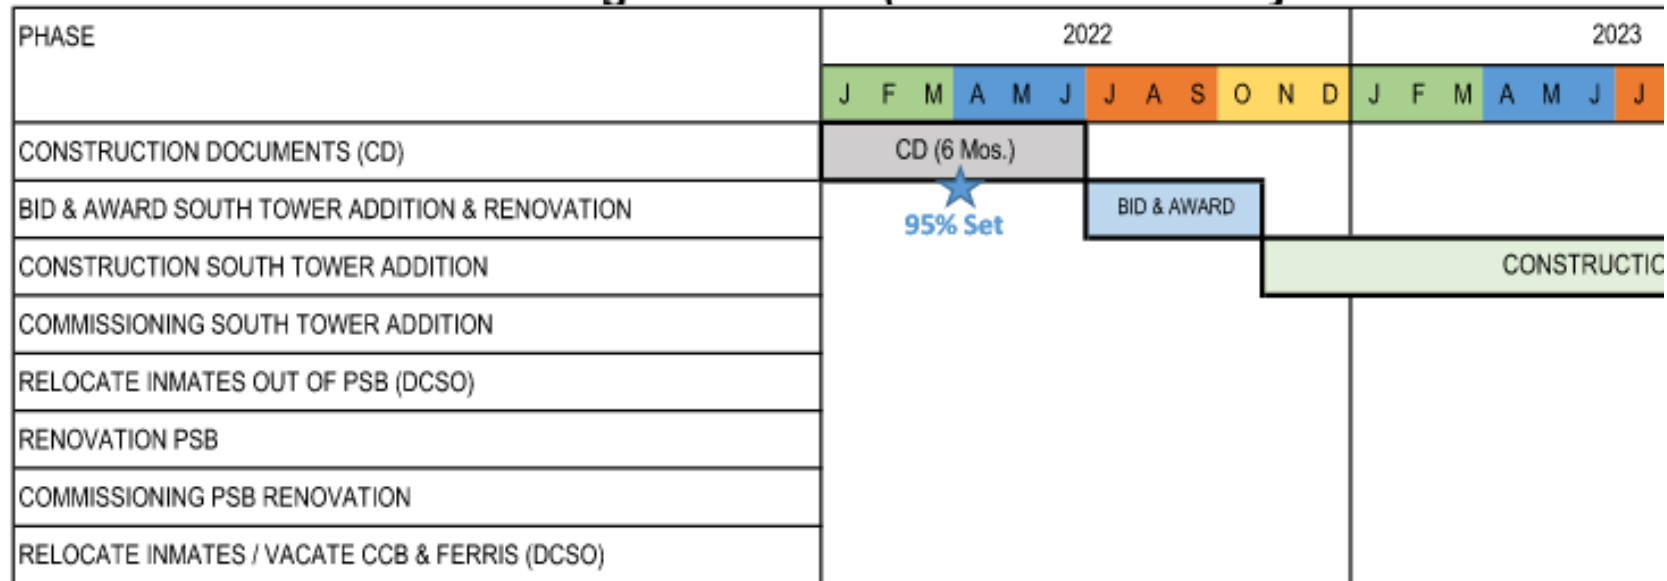 PHASE 2022 2023
J F M A M J J A S O N D J F M A M J J
CONSTRUCTION DOCUMENTS (CD) CD (6 Mos.)
BID & AWARD SOUTH TOWER ADDITION & RENOVATION BID & AWARD
95% Set
CONSTRUCTION SOUTH TOWER ADDITION CONSTRUCTIO
COMMISSIONING SOUTH TOWER ADDITION
RELOCATE INMATES OUT OF PSB (DCSO)
RENOVATION PSB
COMMISSIONING PSB RENOVATION
RELOCATE INMATES / VACATE CCB & FERRIS (DCSO)